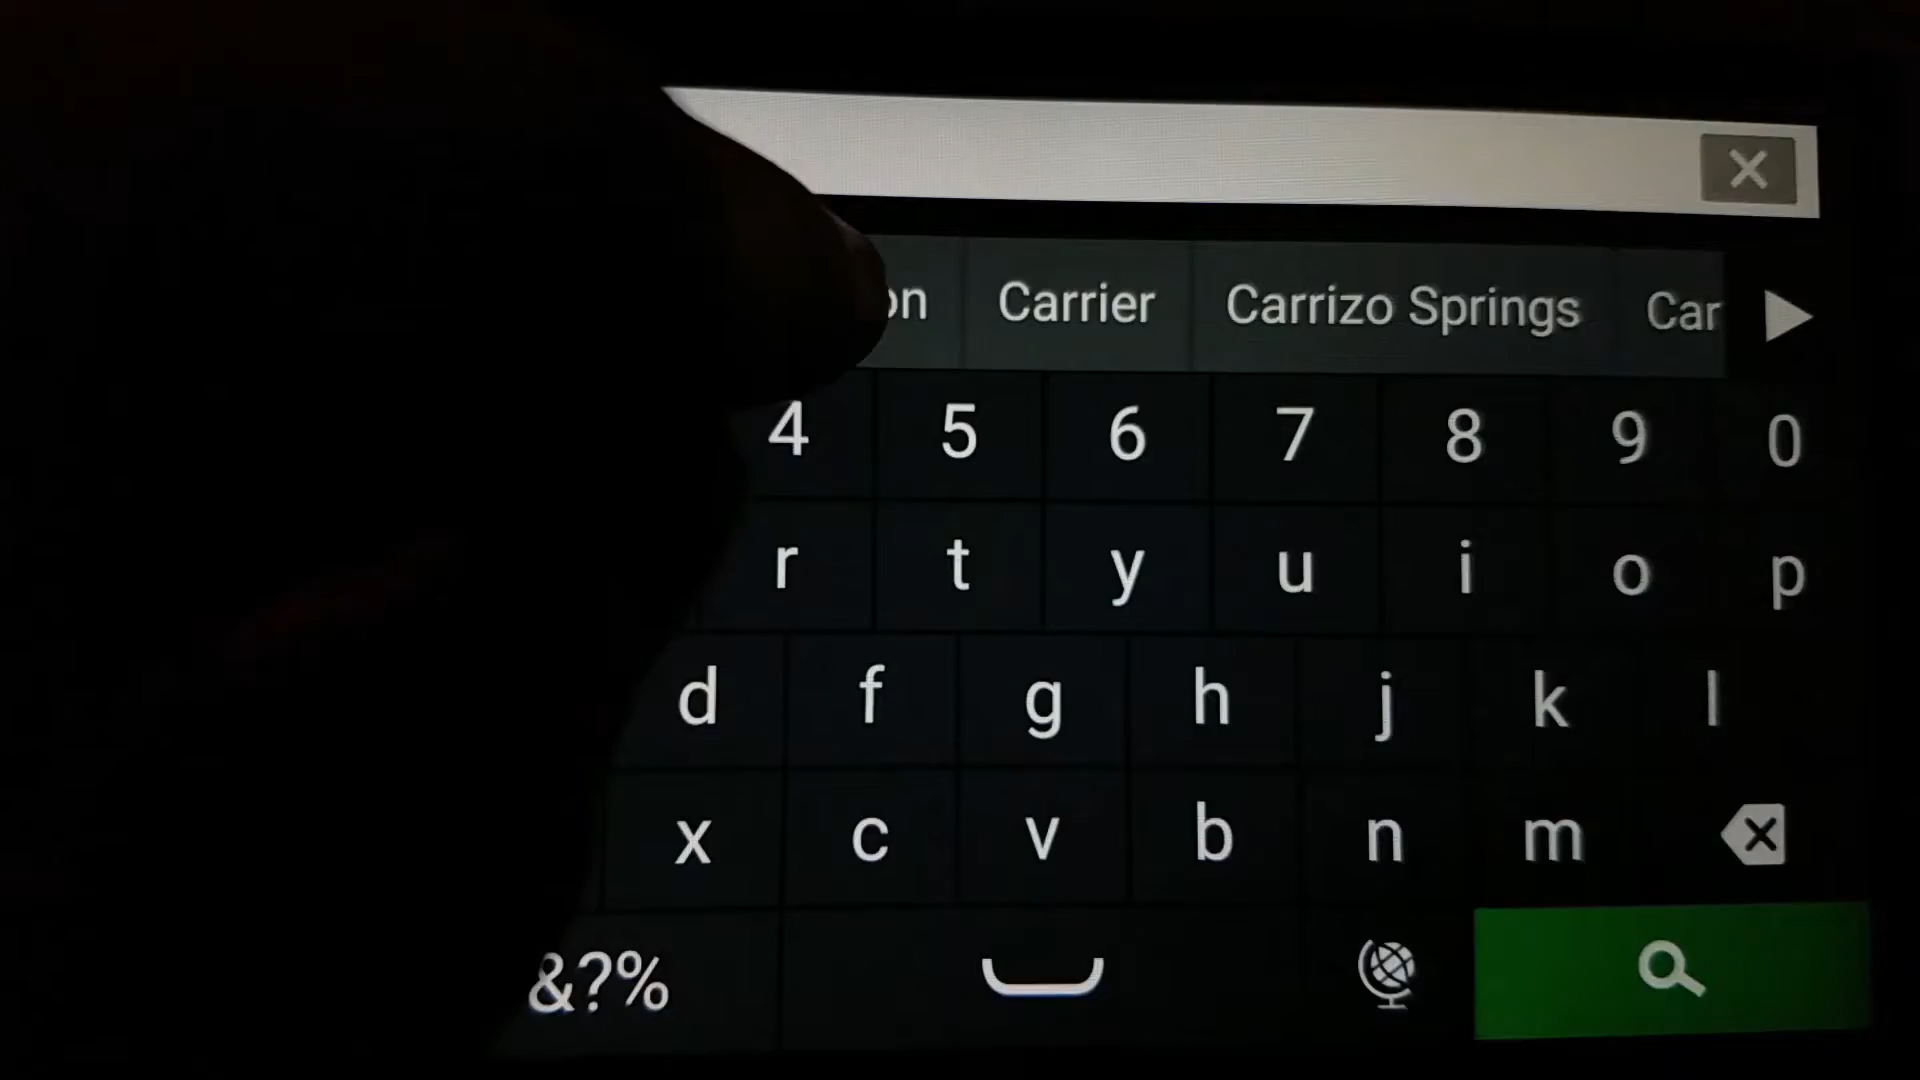 Carrier Carrizo Springs Car
4 5 6 7 8 9 0
r t y u i o p
d f g h j k l
x c v b n m
&?%